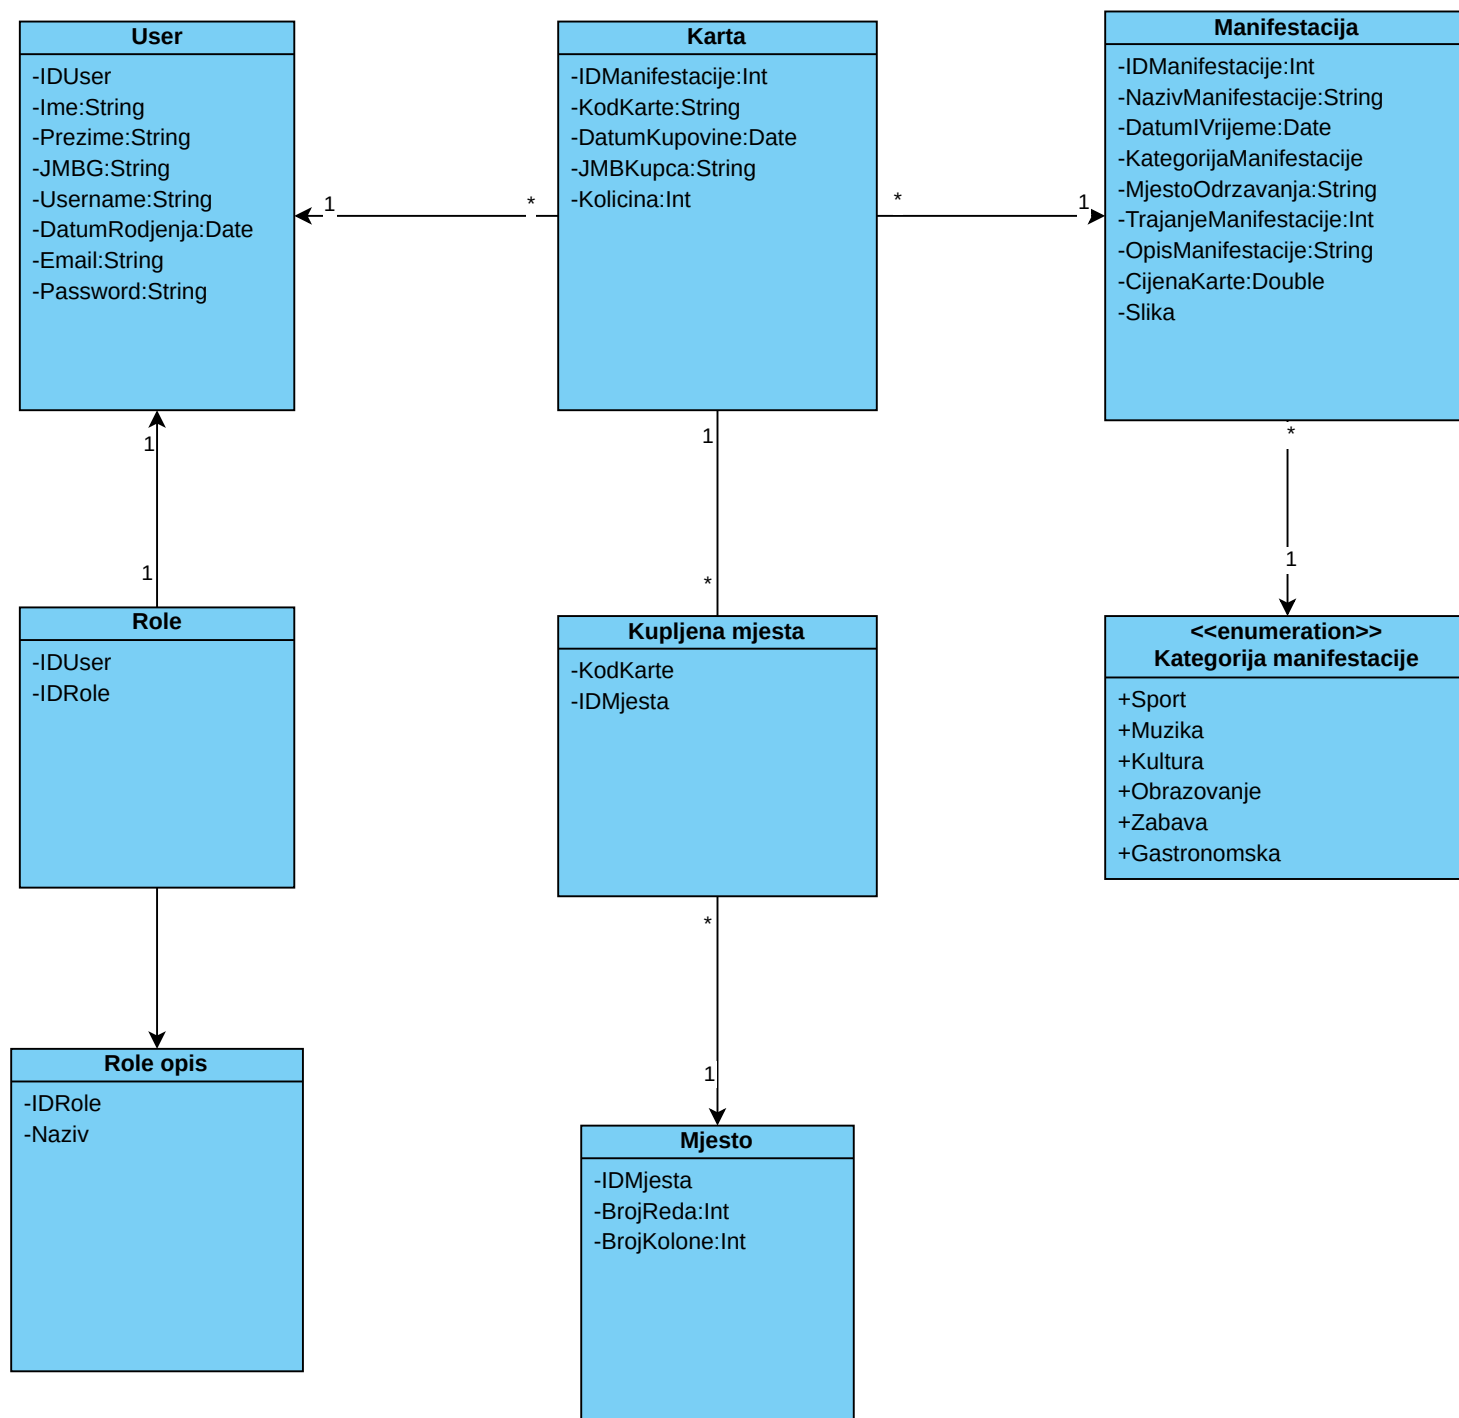 User
-IDUser
-Ime:String
-Prezime:String
-JMBG:String
-Username:String
-DatumRodjenja:Date
-Email:String
-Password:String
1
*
Karta
-IDManifestacije:Int
-KodKarte:String
-DatumKupovine:Date
-JMBKupca:String
-Kolicina:Int
*
1
Manifestacija
-IDManifestacije:Int
-NazivManifestacije:String
-DatumIVrijeme:Date
-KategorijaManifestacije
-MjestoOdrzavanja:String
-TrajanjeManifestacije:Int
-OpisManifestacije:String
-CijenaKarte:Double
-Slika
1
1
1
*
*
1
Role
-IDUser
-IDRole
Kupljena mjesta
-KodKarte
-IDMjesta
<<enumeration>>
Kategorija manifestacije
+Sport
+Muzika
+Kultura
+Obrazovanje
+Zabava
+Gastronomska
*
1
Role opis
-IDRole
-Naziv
Mjesto
-IDMjesta
-BrojReda:Int
-BrojKolone:Int